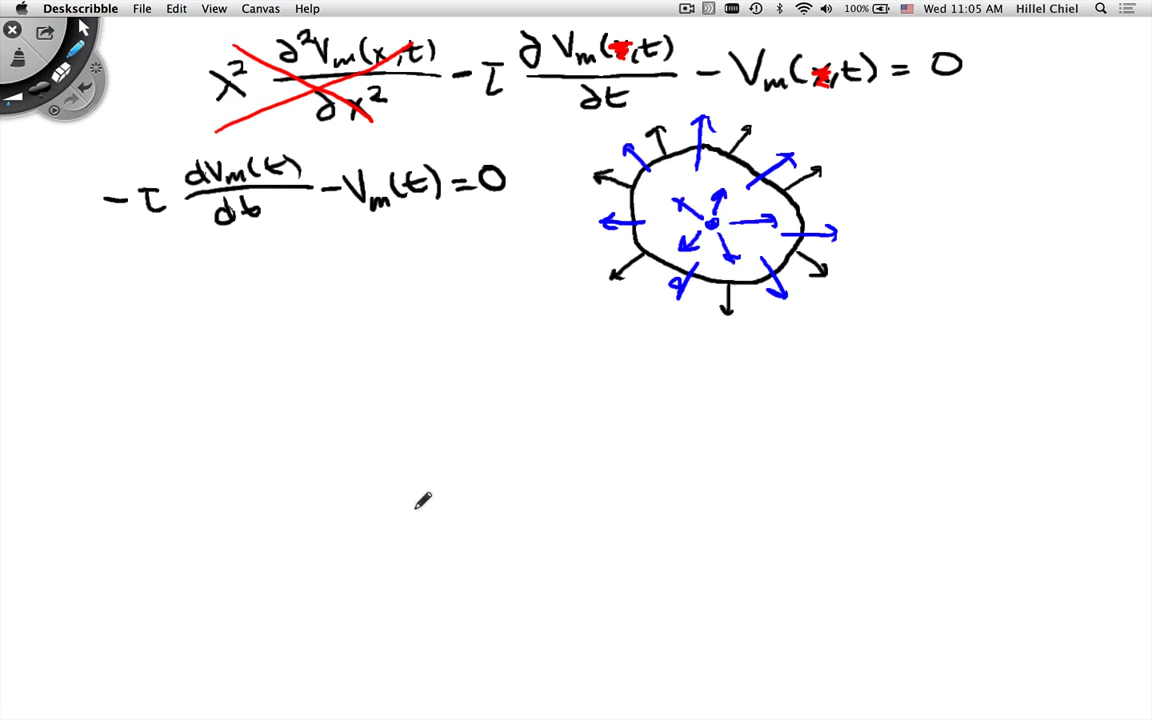 Deskscribble File Edit View Canvas Help 100% Wed 11:05 AM Hillel Chiel
λ² ∂²Vm(x,t)/∂x² − τ ∂Vm(x,t)/∂t − Vm(x,t) = 0
−τ dVm(t)/dt − Vm(t) = 0